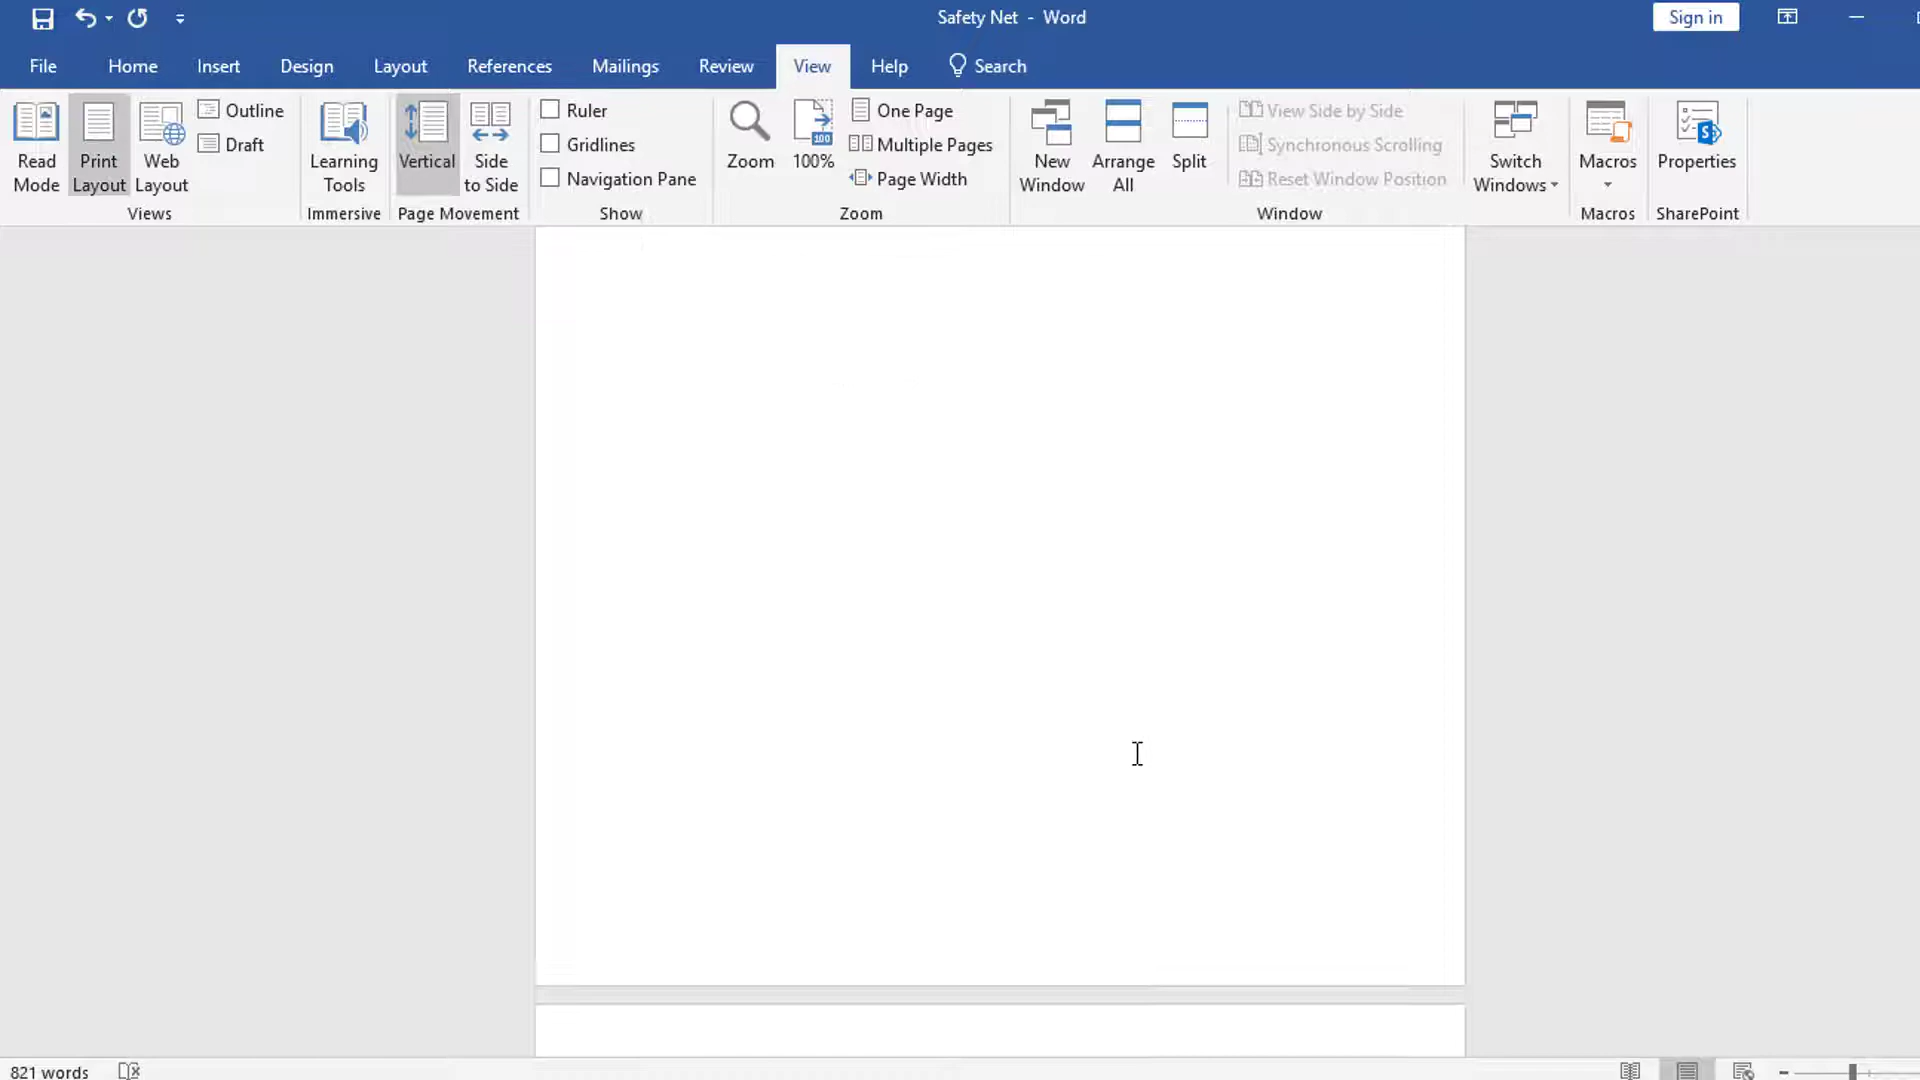 Safety Net - Word
Sign in
File Home Insert Design Layout References Mailings Review View Help Search
Read Mode
Print Layout
Web Layout
Outline
Draft
Views
Learning Tools
Immersive
Vertical
Side to Side
Page Movement
Ruler
Gridlines
Navigation Pane
Show
Zoom
100
100%
One Page
Multiple Pages
Page Width
Zoom
New Window
Arrange All
Split
View Side by Side
Synchronous Scrolling
Reset Window Position
Window
Switch Windows
Macros
Macros
S
Properties
SharePoint
821 words